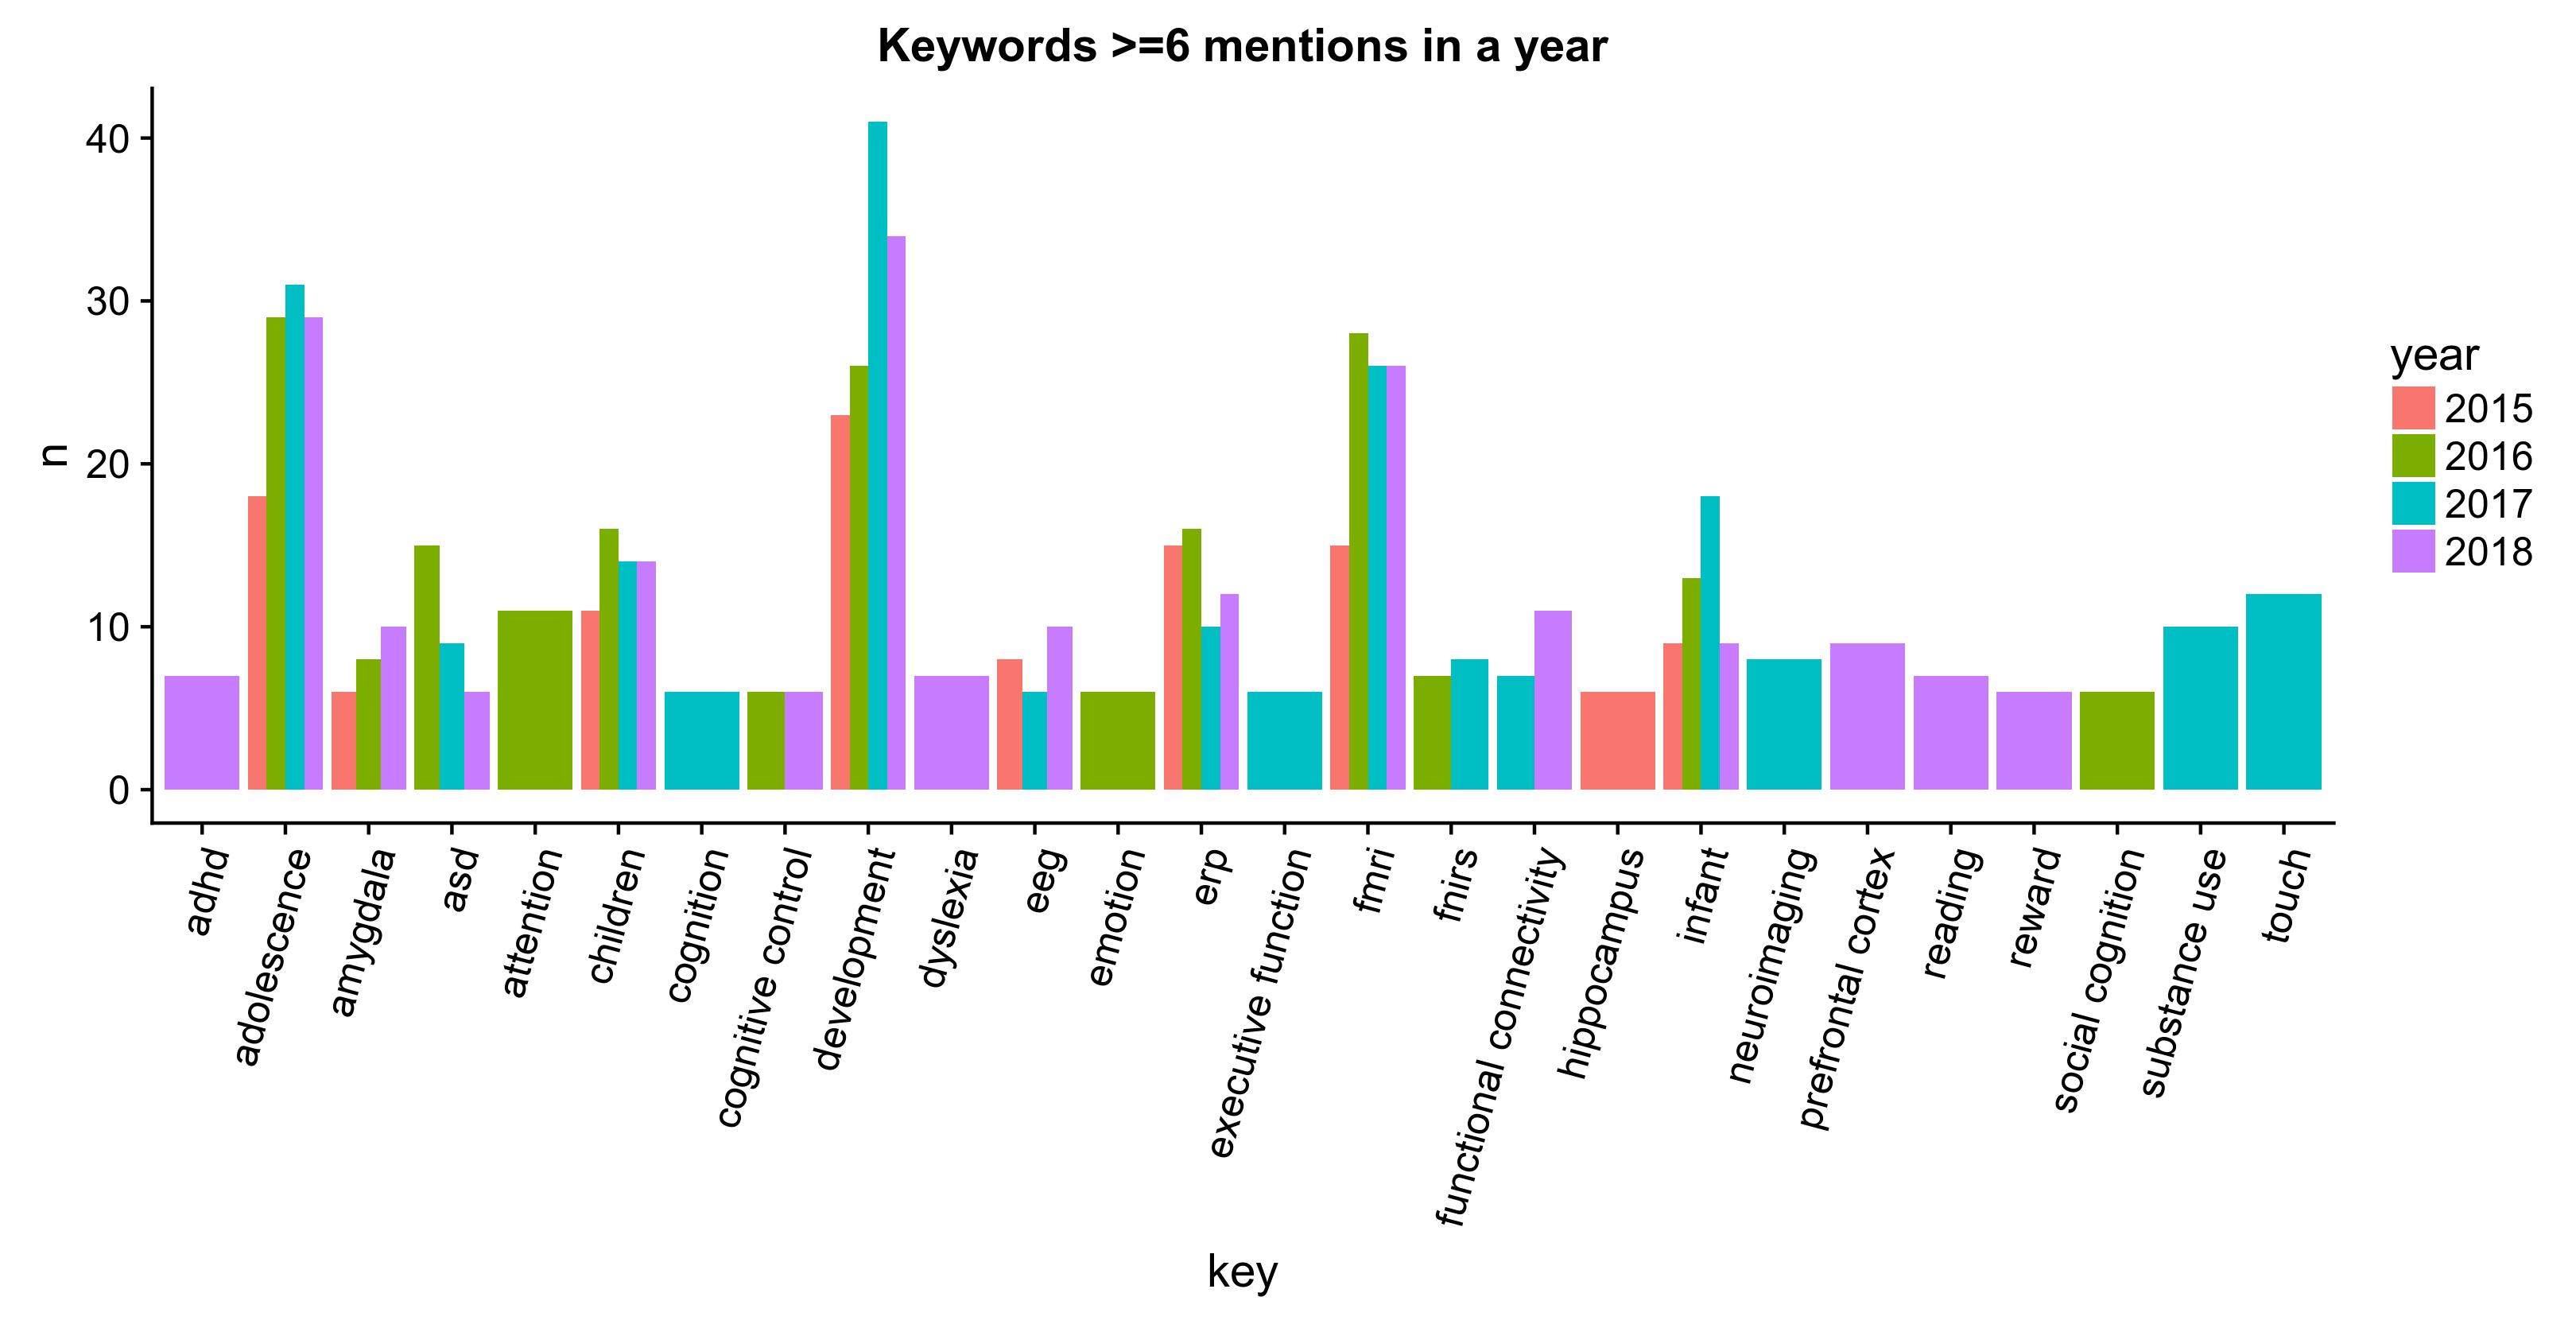 Keywords >=6 mentions in a year
n
40
30
20
10
0
adhd
adolescence
amygdala
asd
attention
children
cognition
cognitive control
development
dyslexia
eeg
emotion
erp
executive function
fmri
fnirs
functional connectivity
hippocampus
infant
neuroimaging
prefrontal cortex
reading
reward
social cognition
substance use
touch
key
year
2015
2016
2017
2018